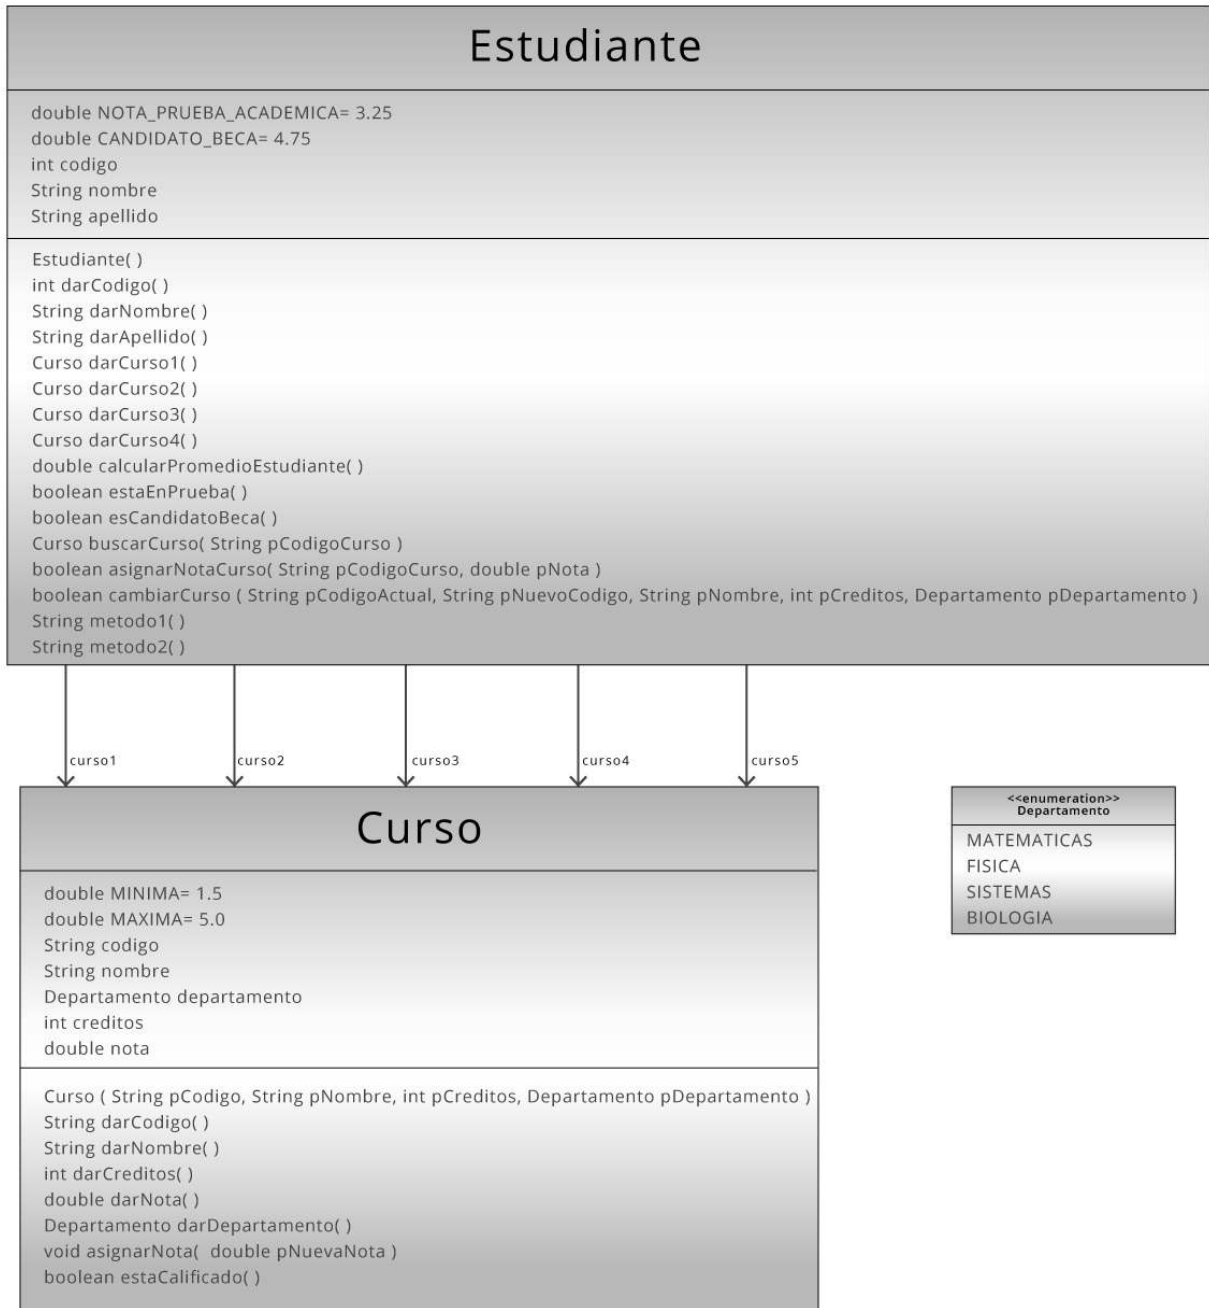 Estudiante
double NOTA_PRUEBA_ACADEMICA= 3.25
double CANDIDATO_BECA= 4.75
int codigo
String nombre
String apellido
Estudiante( )
int darCodigo( )
String darNombre( )
String darApellido( )
Curso darCurso1( )
Curso darCurso2( )
Curso darCurso3( )
Curso darCurso4( )
double calcularPromedioEstudiante( )
boolean estaEnPrueba( )
boolean esCandidatoBeca( )
Curso buscarCurso( String pCodigoCurso )
boolean asignarNotaCurso( String pCodigoCurso, double pNota )
boolean cambiarCurso ( String pCodigoActual, String pNuevoCodigo, String pNombre, int pCreditos, Departamento pDepartamento )
String metodo1( )
String metodo2( )
curso1
curso2
curso3
curso4
curso5
Curso
double MINIMA= 1.5
double MAXIMA= 5.0
String codigo
String nombre
Departamento departamento
int creditos
double nota
Curso ( String pCodigo, String pNombre, int pCreditos, Departamento pDepartamento )
String darCodigo( )
String darNombre( )
int darCreditos( )
double darNota( )
Departamento darDepartamento( )
void asignarNota(  double pNuevaNota )
boolean estaCalificado( )
<<enumeration>>
Departamento
MATEMATICAS
FISICA
SISTEMAS
BIOLOGIA